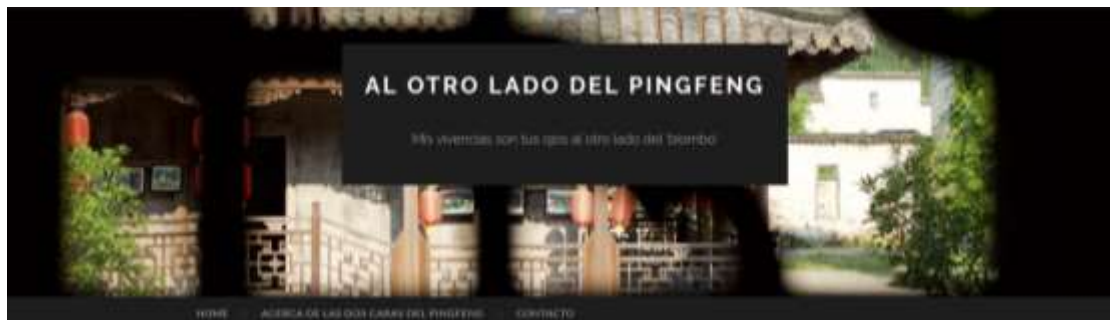 AL OTRO LADO DEL PINGFENG
Mis vivencias son tus ojos al otro lado del biombo
HOME ACERCA DE LAS DOS CARAS DEL PINGFENG CONTACTO